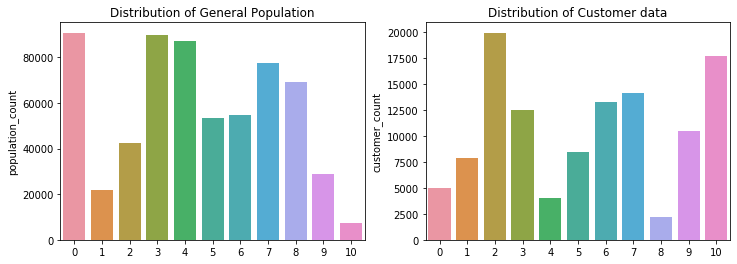 Distribution of General Population
population_count
80000
60000
40000
20000
0
0 1 2 3 4 5 6 7 8 9 10
Distribution of Customer data
customer_count
20000
17500
15000
12500
10000
7500
5000
2500
0
0 1 2 3 4 5 6 7 8 9 10